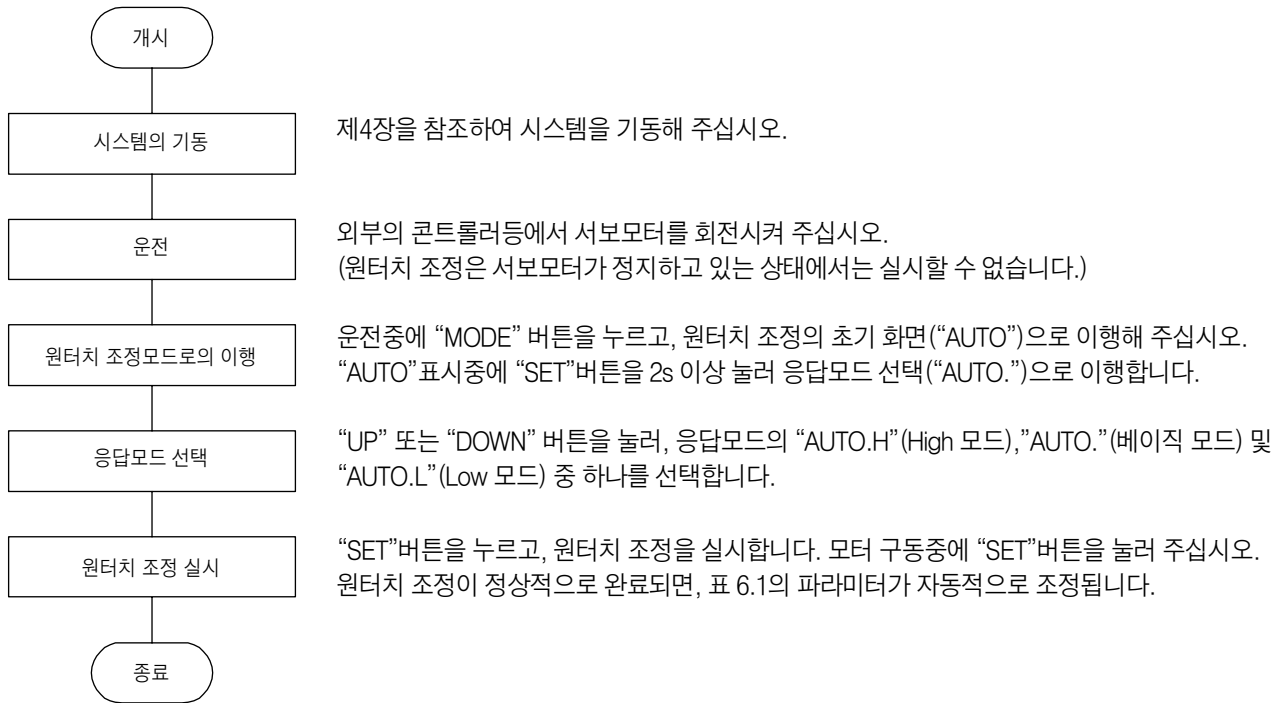 개시
시스템의 기동
제4장을 참조하여 시스템을 기동해 주십시오.
운전
외부의 콘트롤러등에서 서보모터를 회전시켜 주십시오.
(원터치 조정은 서보모터가 정지하고 있는 상태에서는 실시할 수 없습니다.)
원터치 조정모드로의 이행
운전중에 “MODE” 버튼을 누르고, 원터치 조정의 초기 화면(“AUTO”)으로 이행해 주십시오.
“AUTO”표시중에 “SET”버튼을 2s 이상 눌러 응답모드 선택(“AUTO.”)으로 이행합니다.
응답모드 선택
“UP” 또는 “DOWN” 버튼을 눌러, 응답모드의 “AUTO.H”(High 모드),”AUTO.”(베이직 모드) 및
“AUTO.L”(Low 모드) 중 하나를 선택합니다.
원터치 조정 실시
“SET”버튼을 누르고, 원터치 조정을 실시합니다. 모터 구동중에 “SET”버튼을 눌러 주십시오.
원터치 조정이 정상적으로 완료되면, 표 6.1의 파라미터가 자동적으로 조정됩니다.
종료